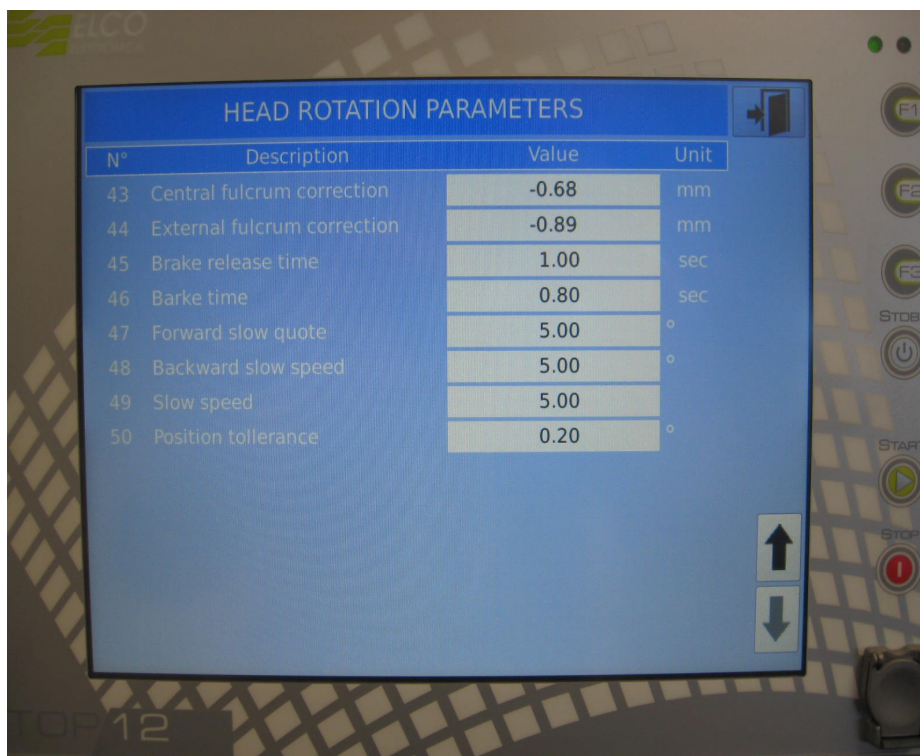 ELCO
ELETTRONICA
HEAD ROTATION PARAMETERS
N° Description Value Unit
43 Central fulcrum correction -0.68 mm
44 External fulcrum correction -0.89 mm
45 Brake release time 1.00 sec
46 Barke time 0.80 sec
47 Forward slow quote 5.00 °
48 Backward slow speed 5.00 °
49 Slow speed 5.00
50 Position tollerance 0.20 °
F1
F2
F3
STDB
START
STOP
TOP 12